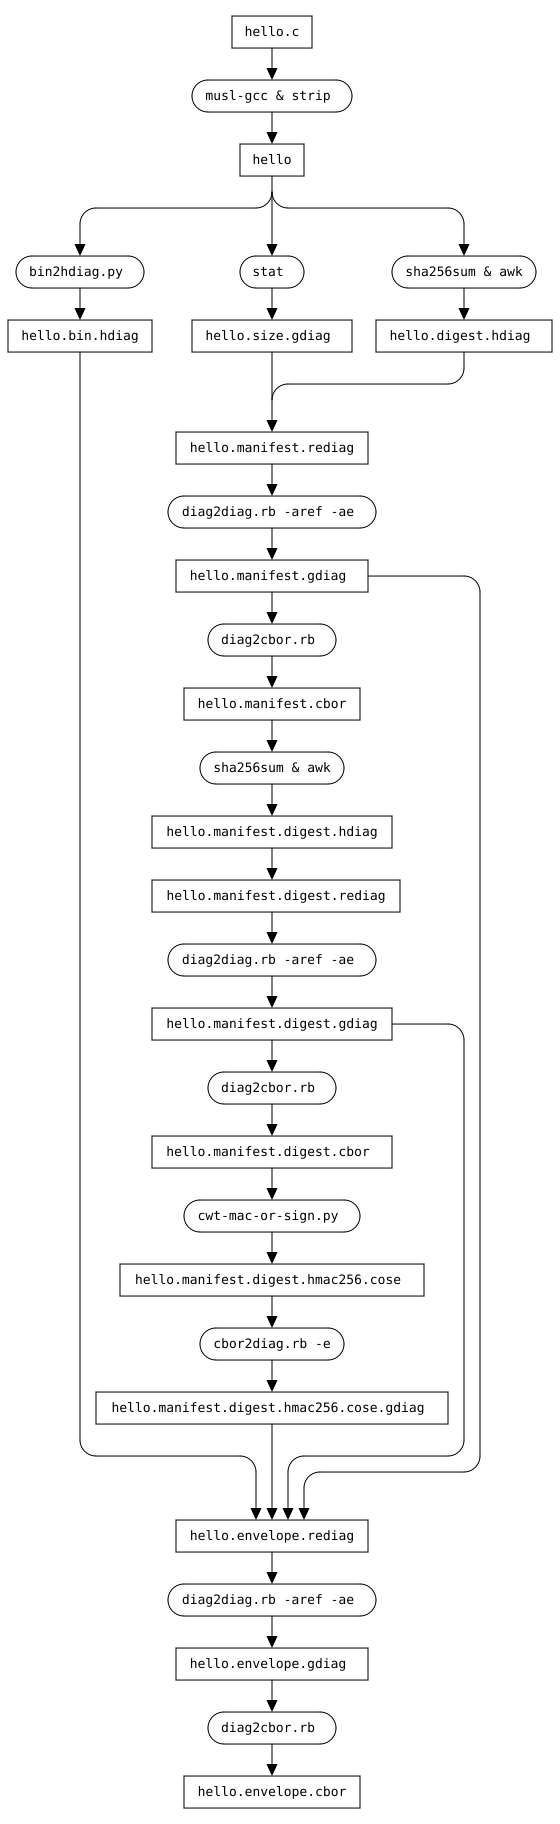 hello.c
musl-gcc & strip
hello
bin2hdiag.py
stat
sha256sum & awk
hello.bin.hdiag
hello.size.gdiag
hello.digest.hdiag
hello.manifest.rediag
diag2diag.rb -aref -ae
hello.manifest.gdiag
diag2cbor.rb
hello.manifest.cbor
sha256sum & awk
hello.manifest.digest.hdiag
hello.manifest.digest.rediag
diag2diag.rb -aref -ae
hello.manifest.digest.gdiag
diag2cbor.rb
hello.manifest.digest.cbor
cwt-mac-or-sign.py
hello.manifest.digest.hmac256.cose
cbor2diag.rb -e
hello.manifest.digest.hmac256.cose.gdiag
hello.envelope.rediag
diag2diag.rb -aref -ae
hello.envelope.gdiag
diag2cbor.rb
hello.envelope.cbor